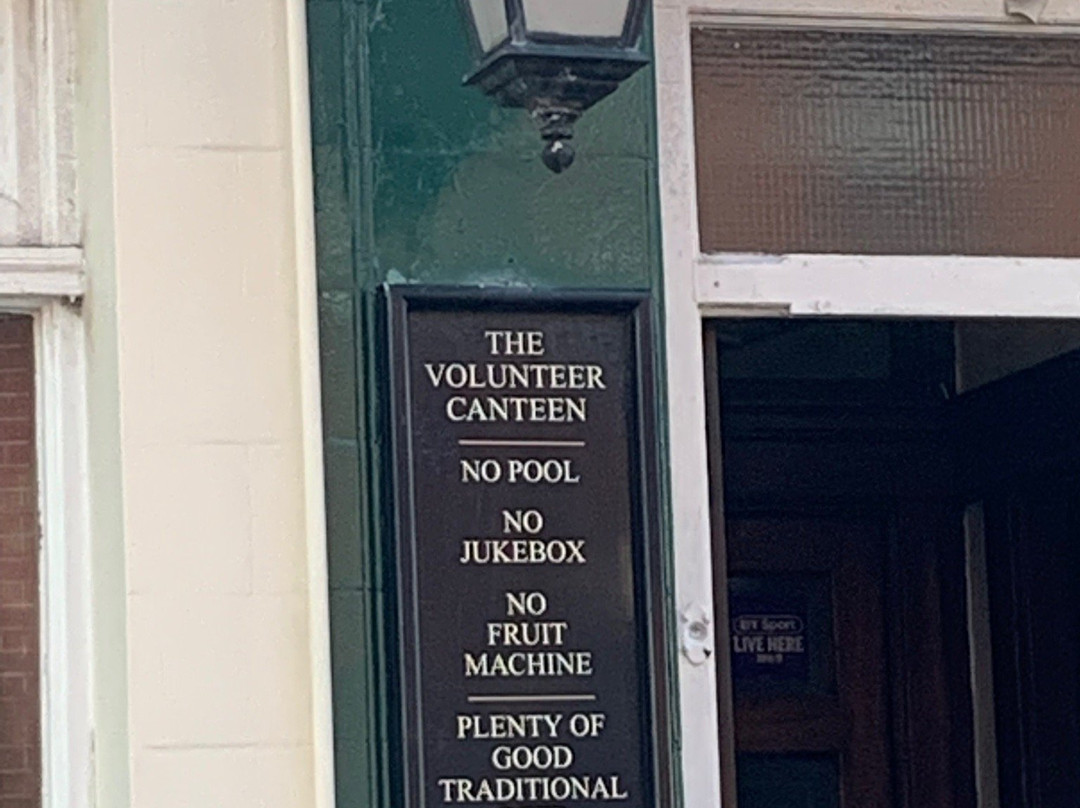 THE
VOLUNTEER
CANTEEN
NO POOL
NO
JUKEBOX
NO
FRUIT
MACHINE
PLENTY OF
GOOD
TRADITIONAL
BT Sport
LIVE HERE